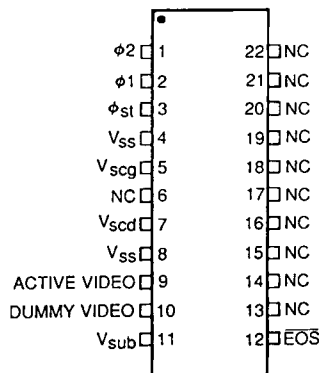 ϕ2 1 22 NC
ϕ1 2 21 NC
ϕst 3 20 NC
Vss 4 19 NC
Vscg 5 18 NC
NC 6 17 NC
Vscd 7 16 NC
Vss 8 15 NC
ACTIVE VIDEO 9 14 NC
DUMMY VIDEO 10 13 NC
Vsub 11 12 E̅O̅S̅